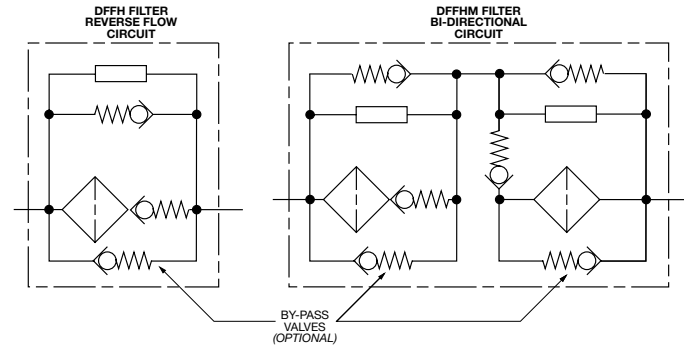 DFFH FILTER
REVERSE FLOW
CIRCUIT
DFFHM FILTER
BI-DIRECTIONAL
CIRCUIT
BY-PASS
VALVES
(OPTIONAL)